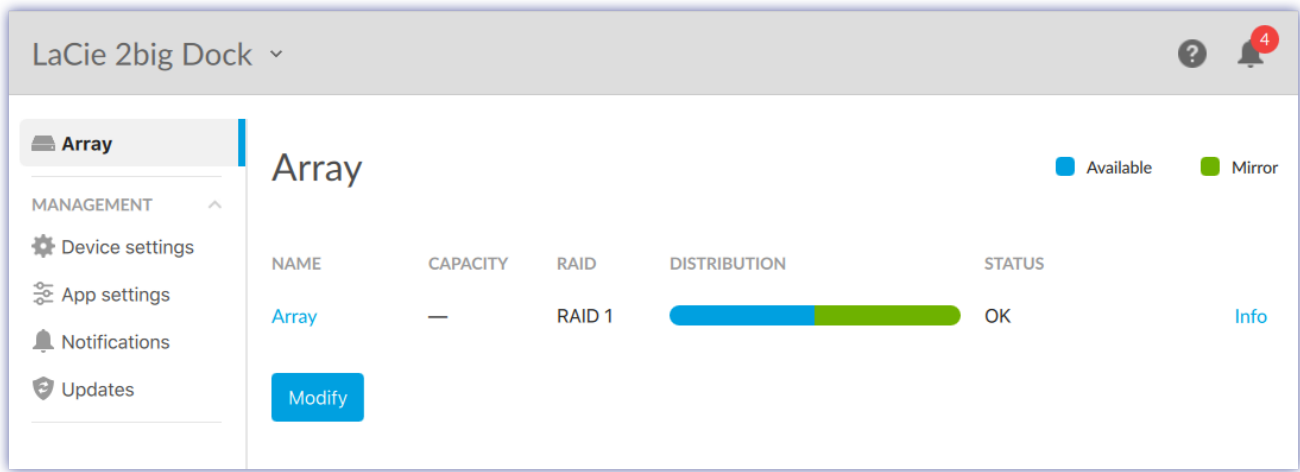 LaCie 2big Dock
4
Array
MANAGEMENT
Device settings
App settings
Notifications
Updates
Array
Available Mirror
NAME CAPACITY RAID DISTRIBUTION STATUS
Array — RAID 1 OK Info
Modify